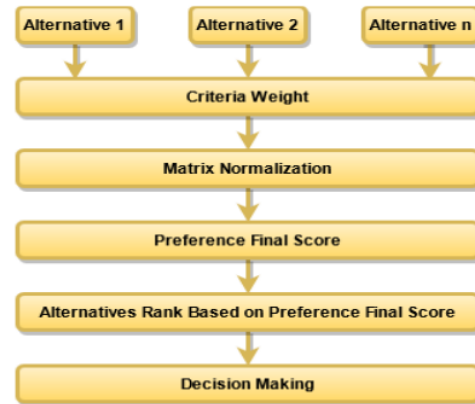 Alternative 1
Alternative 2
Alternative n
Criteria Weight
Matrix Normalization
Preference Final Score
Alternatives Rank Based on Preference Final Score
Decision Making